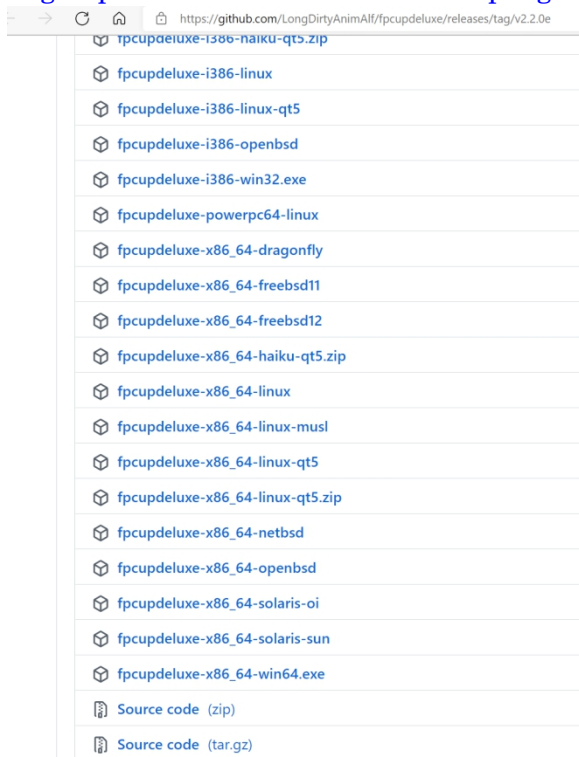 https://github.com/LongDirtyAnimAlf/fpcupdeluxe/releases/tag/v2.2.0e
fpcupdeluxe-i386-haiku-qt5.zip
fpcupdeluxe-i386-linux
fpcupdeluxe-i386-linux-qt5
fpcupdeluxe-i386-openbsd
fpcupdeluxe-i386-win32.exe
fpcupdeluxe-powerpc64-linux
fpcupdeluxe-x86_64-dragonfly
fpcupdeluxe-x86_64-freebsd11
fpcupdeluxe-x86_64-freebsd12
fpcupdeluxe-x86_64-haiku-qt5.zip
fpcupdeluxe-x86_64-linux
fpcupdeluxe-x86_64-linux-musl
fpcupdeluxe-x86_64-linux-qt5
fpcupdeluxe-x86_64-linux-qt5.zip
fpcupdeluxe-x86_64-netbsd
fpcupdeluxe-x86_64-openbsd
fpcupdeluxe-x86_64-solaris-oi
fpcupdeluxe-x86_64-solaris-sun
fpcupdeluxe-x86_64-win64.exe
Source code (zip)
Source code (tar.gz)